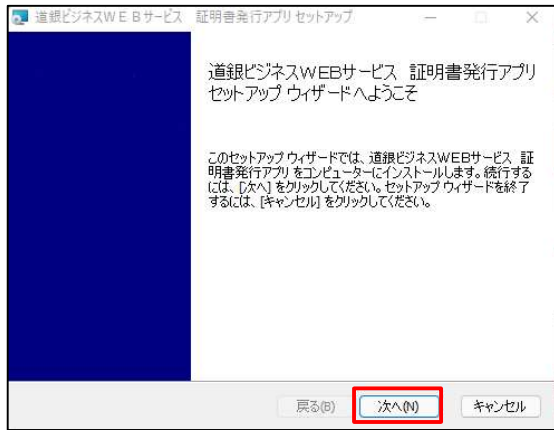 道銀ビジネスWEBサービス 証明書発行アプリ セットアップ
道銀ビジネスWEBサービス 証明書発行アプリ
セットアップ ウィザードへようこそ
このセットアップ ウィザードでは、道銀ビジネスWEBサービス 証
明書発行アプリ をコンピューターにインストールします。続行する
には、[次へ] をクリックしてください。セットアップ ウィザードを終了
するには、[キャンセル] をクリックしてください。
戻る(B) 次へ(N) キャンセル